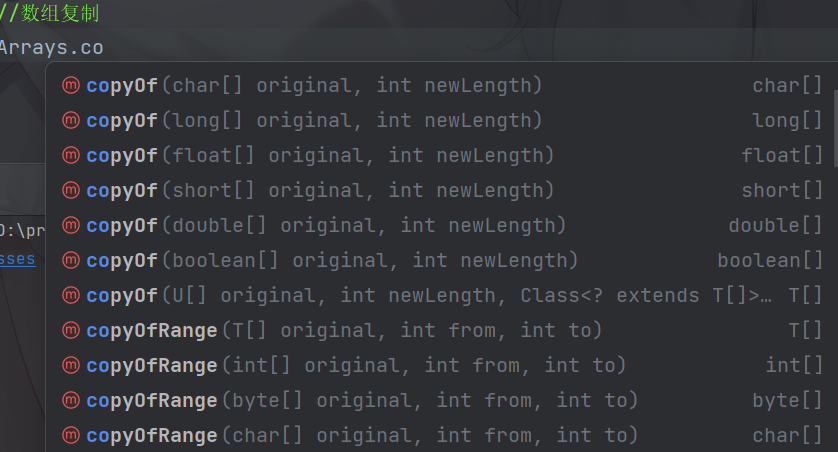 //数组复制
Arrays.co
copyOf(char[] original, int newLength) char[]
copyOf(long[] original, int newLength) long[]
copyOf(float[] original, int newLength) float[]
copyOf(short[] original, int newLength) short[]
copyOf(double[] original, int newLength) double[]
copyOf(boolean[] original, int newLength) boolean[]
copyOf(U[] original, int newLength, Class<? extends T[]>… T[]
copyOfRange(T[] original, int from, int to) T[]
copyOfRange(int[] original, int from, int to) int[]
copyOfRange(byte[] original, int from, int to) byte[]
copyOfRange(char[] original, int from, int to) char[]
D:\pr
sses